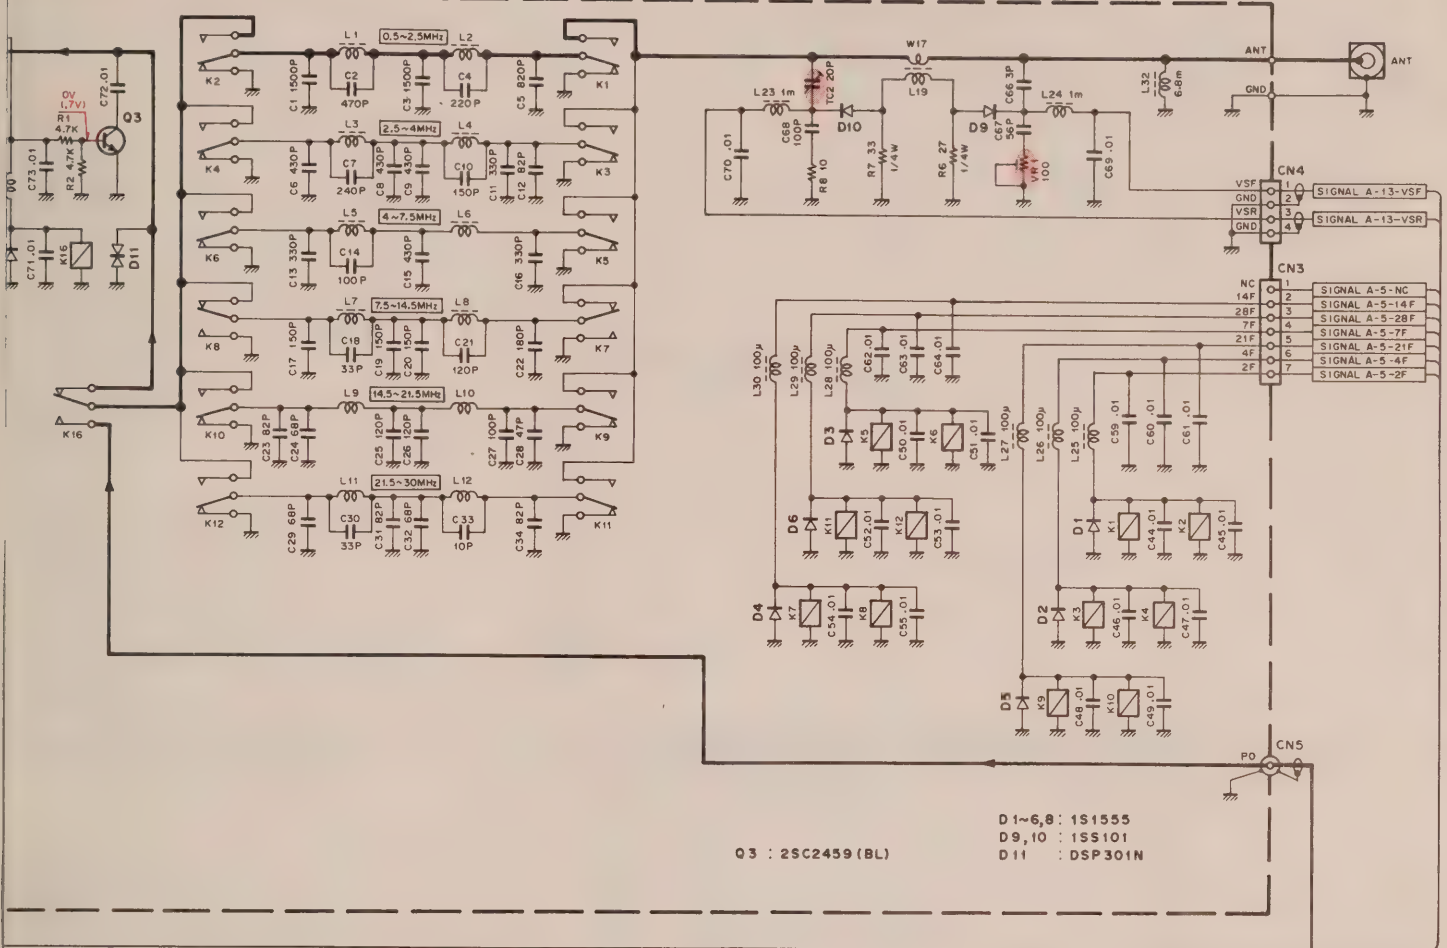 L1 0.5~2.5MHz L2
K2 C1 1500P C2 470P C3 1500P C4 220P C5 820P K1
L3 2.5~4MHz L4
K4 C6 430P C7 240P C8 430P C9 430P C10 150P C11 330P C12 82P K3
L5 4~7.5MHz L6
K6 C13 330P C14 100P C15 430P C16 330P K5
L7 7.5~14.5MHz L8
K8 C17 150P C18 33P C19 150P C20 150P C21 120P C22 180P K7
L9 14.5~21.5MHz L10
K10 C23 82P C24 68P C25 120P C26 120P C27 100P C28 47P K9
L11 21.5~30MHz L12
K12 C29 68P C30 33P C31 82P C32 68P C33 10P C34 82P K11
C72 .01
0V
(.7V)
R1
4.7K
Q3
C73 .01
R2 4.7K
C71 .01
K16
D11
K16
W17
L19
TC2 20P
C66 3P
L32
6.8m
ANT
ANT
GND
L23 1m
C68
100P
D10
D9
C67
56P
L24 1m
C70 .01
R8 10
R7 33
1/4W
R6 27
1/4W
VR1
100
C69 .01
CN4
VSF 1 SIGNAL A-13-VSF
GND 2
VSR 3 SIGNAL A-13-VSR
GND 4
CN3
NC 1 SIGNAL A-5-NC
14F 2 SIGNAL A-5-14F
28F 3 SIGNAL A-5-28F
7F 4 SIGNAL A-5-7F
21F 5 SIGNAL A-5-21F
4F 6 SIGNAL A-5-4F
2F 7 SIGNAL A-5-2F
L30 100μ
L29 100μ
L28 100μ
C62 .01
C63 .01
C64 .01
L27 100μ
L26 100μ
L25 100μ
C59 .01
C60 .01
C61 .01
D3 K5 C50 .01 K6 C51 .01
D6 K11 C52 .01 K12 C53 .01
D1 K1 C44 .01 K2 C45 .01
D4 K7 C54 .01 K8 C55 .01
D2 K3 C46 .01 K4 C47 .01
D5 K9 C48 .01 K10 C49 .01
PO CN5
D1~6,8 : 1S1555
D9,10 : 1SS101
D11 : DSP301N
Q3 : 2SC2459(BL)